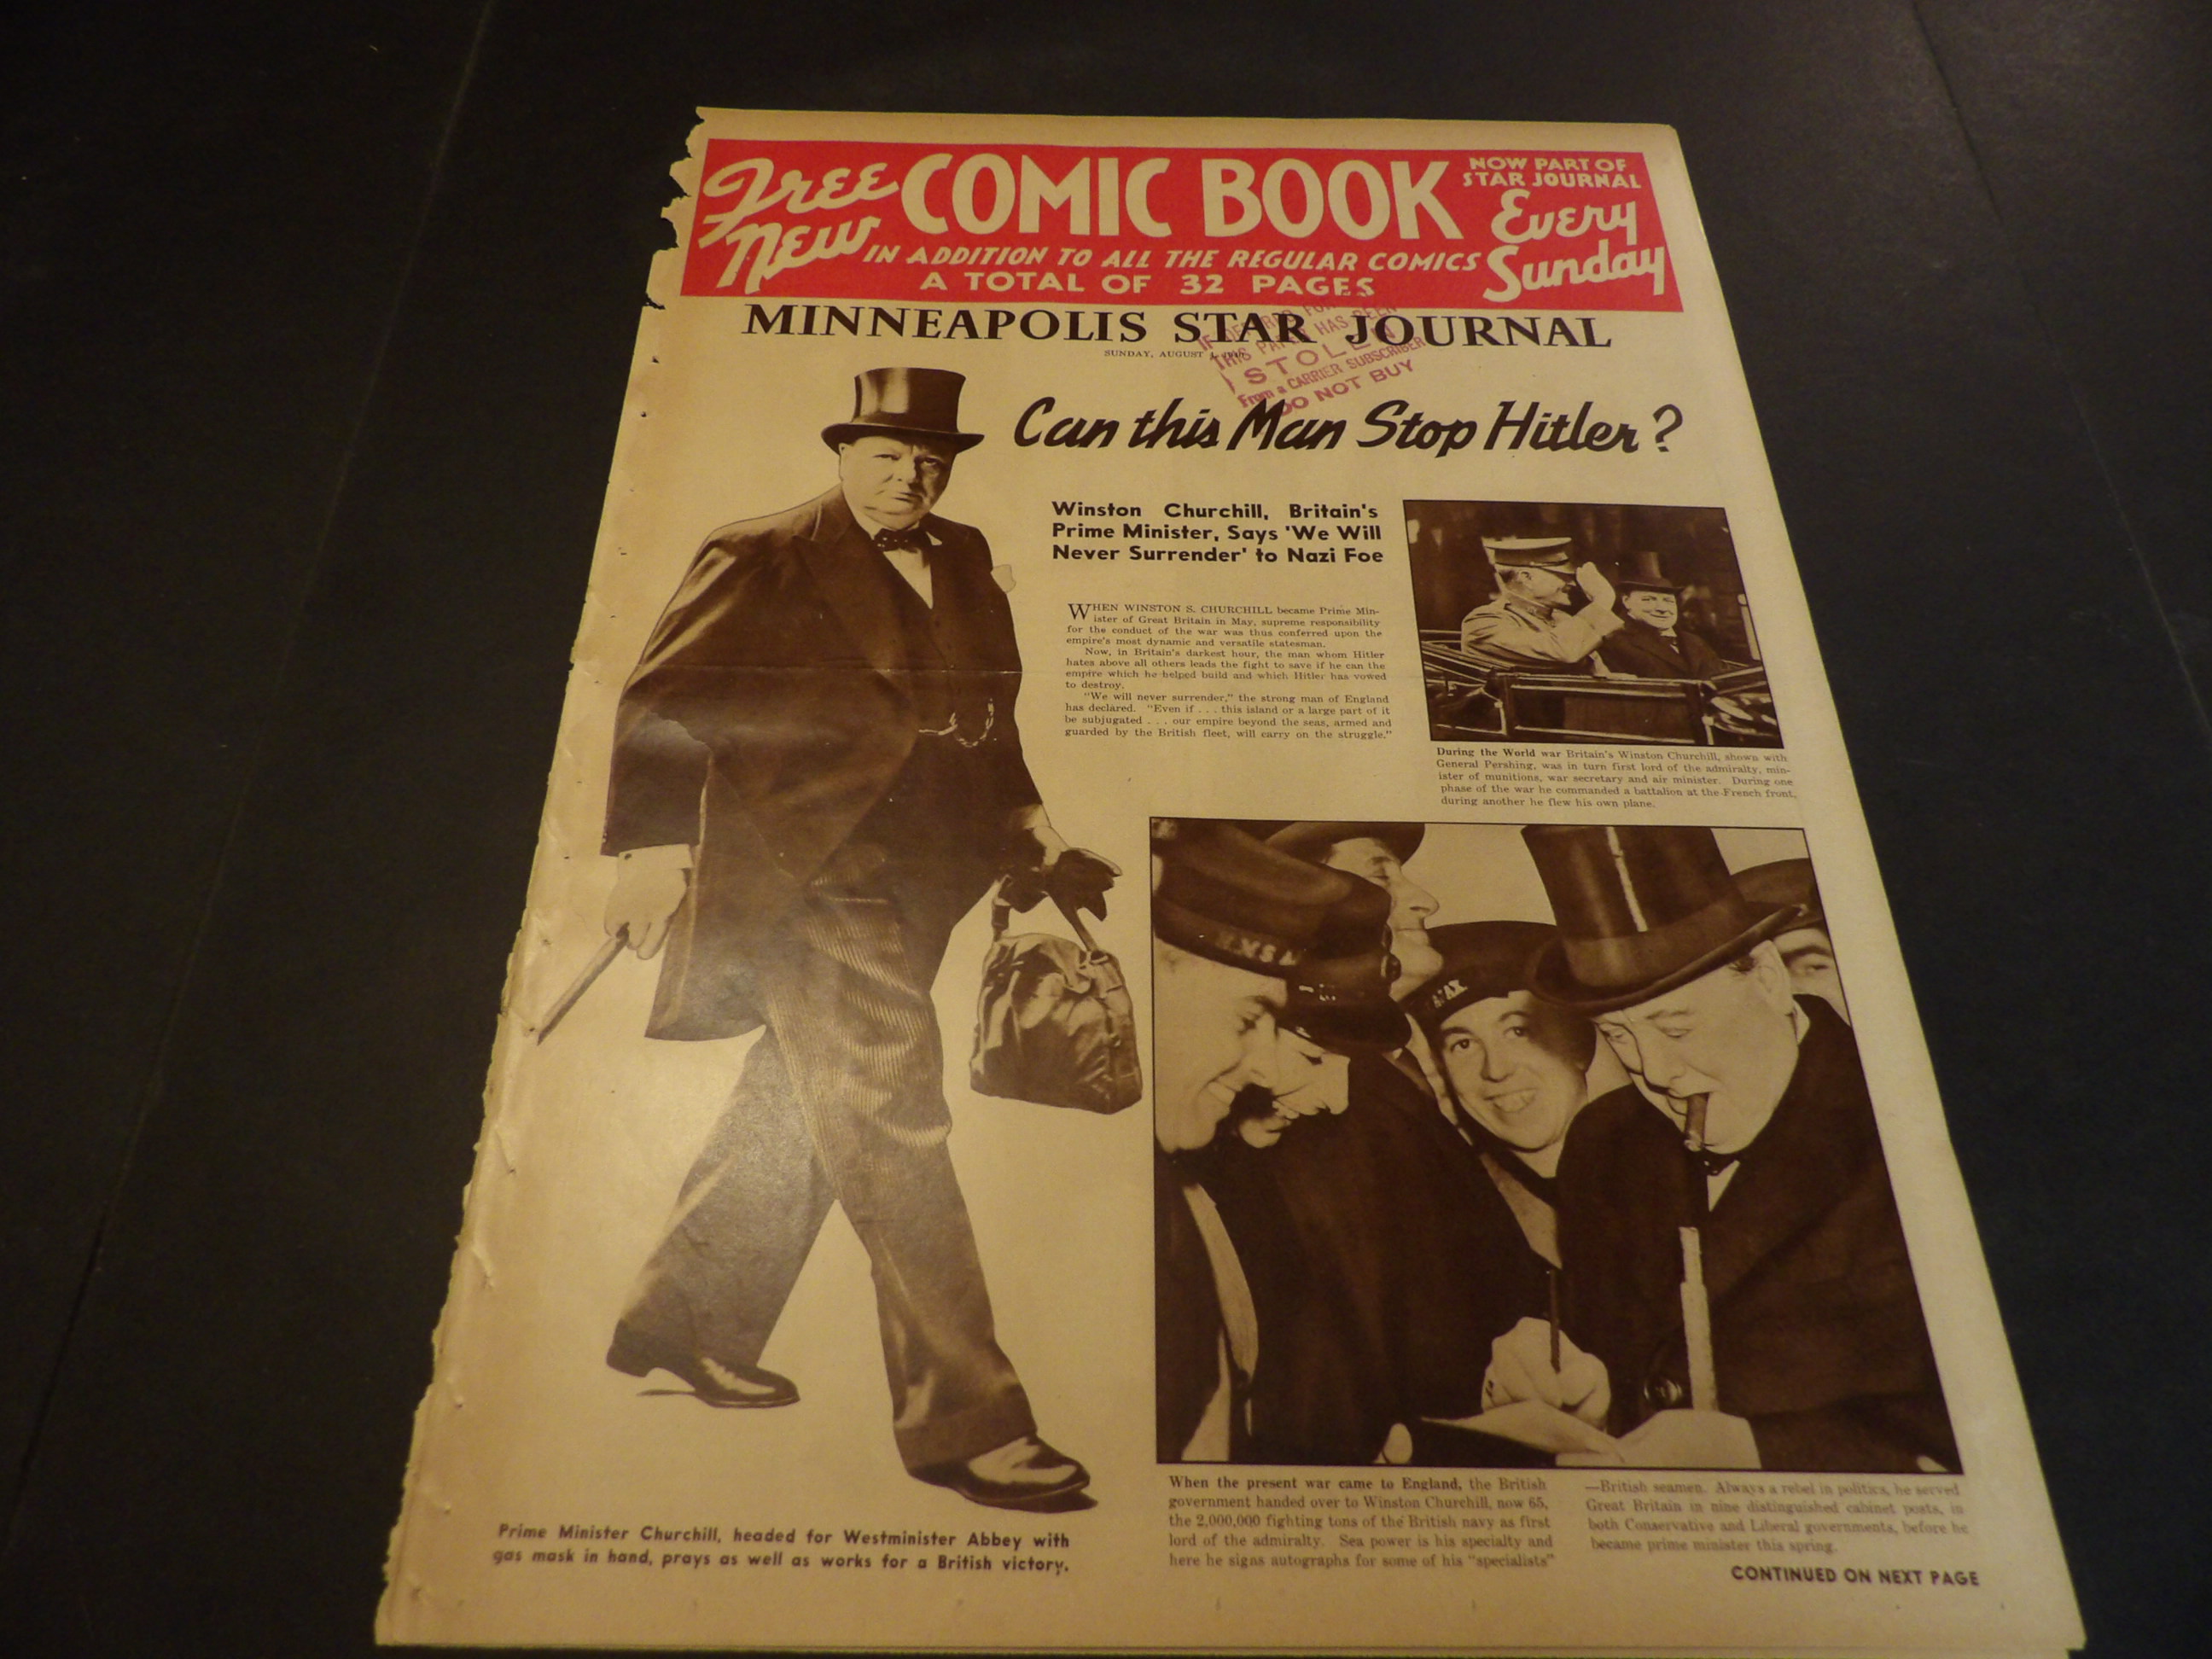 Free New COMIC BOOK
NOW PART OF
STAR JOURNAL
Every
Sunday
IN ADDITION TO ALL THE REGULAR COMICS
A TOTAL OF 32 PAGES
MINNEAPOLIS STAR JOURNAL
SUNDAY, AUGUST
THIS PAPER HAS BEEN
STOLEN
from a CARRIER SUBSCRIBER
DO NOT BUY
Can this Man Stop Hitler?
Winston Churchill, Britain's
Prime Minister, Says 'We Will
Never Surrender' to Nazi Foe
WHEN WINSTON S. CHURCHILL became Prime Min-
ister of Great Britain in May, supreme responsibility
for the conduct of the war was thus conferred upon the
empire's most dynamic and versatile statesman.
Now, in Britain's darkest hour, the man whom Hitler
hates above all others leads the fight to save if he can the
empire which he helped build and which Hitler has vowed
to destroy.
"We will never surrender," the strong man of England
has declared. "Even if . . . this island or a large part of it
be subjugated . . . our empire beyond the seas, armed and
guarded by the British fleet, will carry on the struggle."
During the World war Britain's Winston Churchill, shown with
General Pershing, was in turn first lord of the admiralty, min-
ister of munitions, war secretary and air minister. During one
phase of the war he commanded a battalion at the French front,
during another he flew his own plane.
Prime Minister Churchill, headed for Westminister Abbey with
gas mask in hand, prays as well as works for a British victory.
When the present war came to England, the British
government handed over to Winston Churchill, now 65,
the 2,000,000 fighting tons of the British navy as first
lord of the admiralty. Sea power is his specialty and
here he signs autographs for some of his "specialists"
—British seamen. Always a rebel in politics, he served
Great Britain in nine distinguished cabinet posts, in
both Conservative and Liberal governments, before he
became prime minister this spring.
CONTINUED ON NEXT PAGE